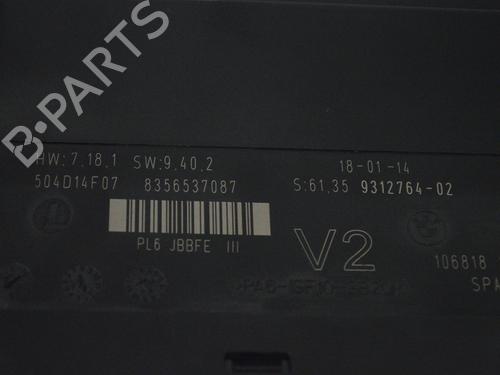 B-PARTS
HW:7.18.1 SW:9.40.2 18-01-14
504D14F07 8356537087 S:61.35 9312764-02
PL6 JBBFE III
V2
106818